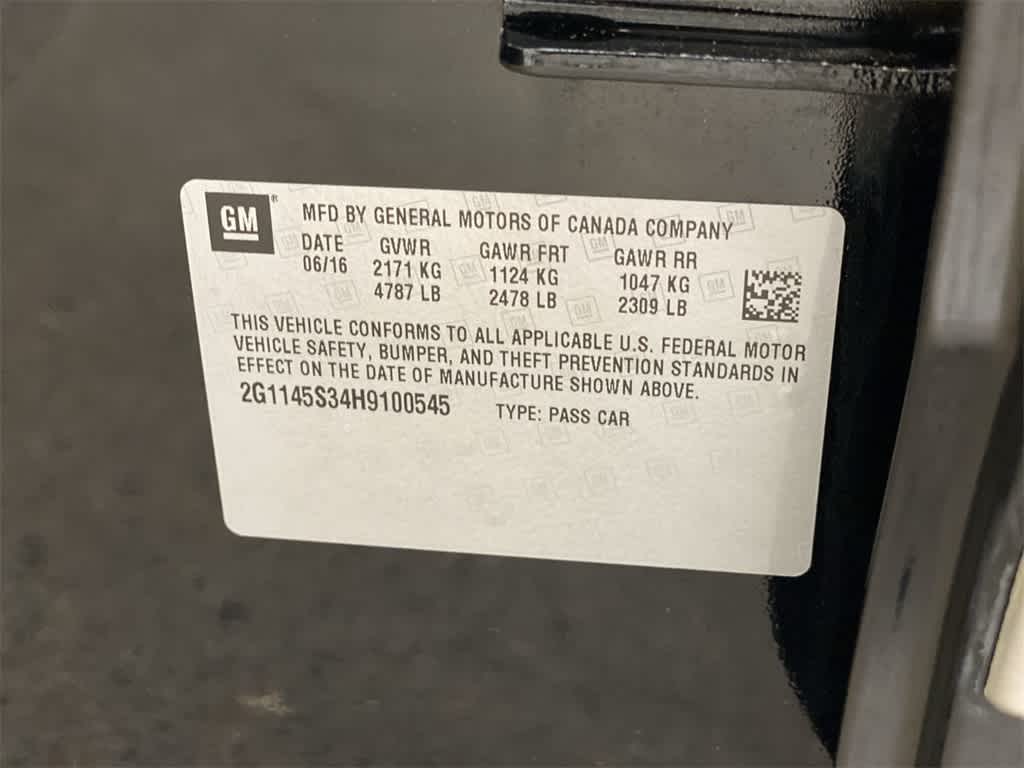 GM ®
MFD BY GENERAL MOTORS OF CANADA COMPANY
DATE GVWR GAWR FRT GAWR RR
06/16 2171 KG 1124 KG 1047 KG
4787 LB 2478 LB 2309 LB
THIS VEHICLE CONFORMS TO ALL APPLICABLE U.S. FEDERAL MOTOR
VEHICLE SAFETY, BUMPER, AND THEFT PREVENTION STANDARDS IN
EFFECT ON THE DATE OF MANUFACTURE SHOWN ABOVE.
2G1145S34H9100545 TYPE: PASS CAR